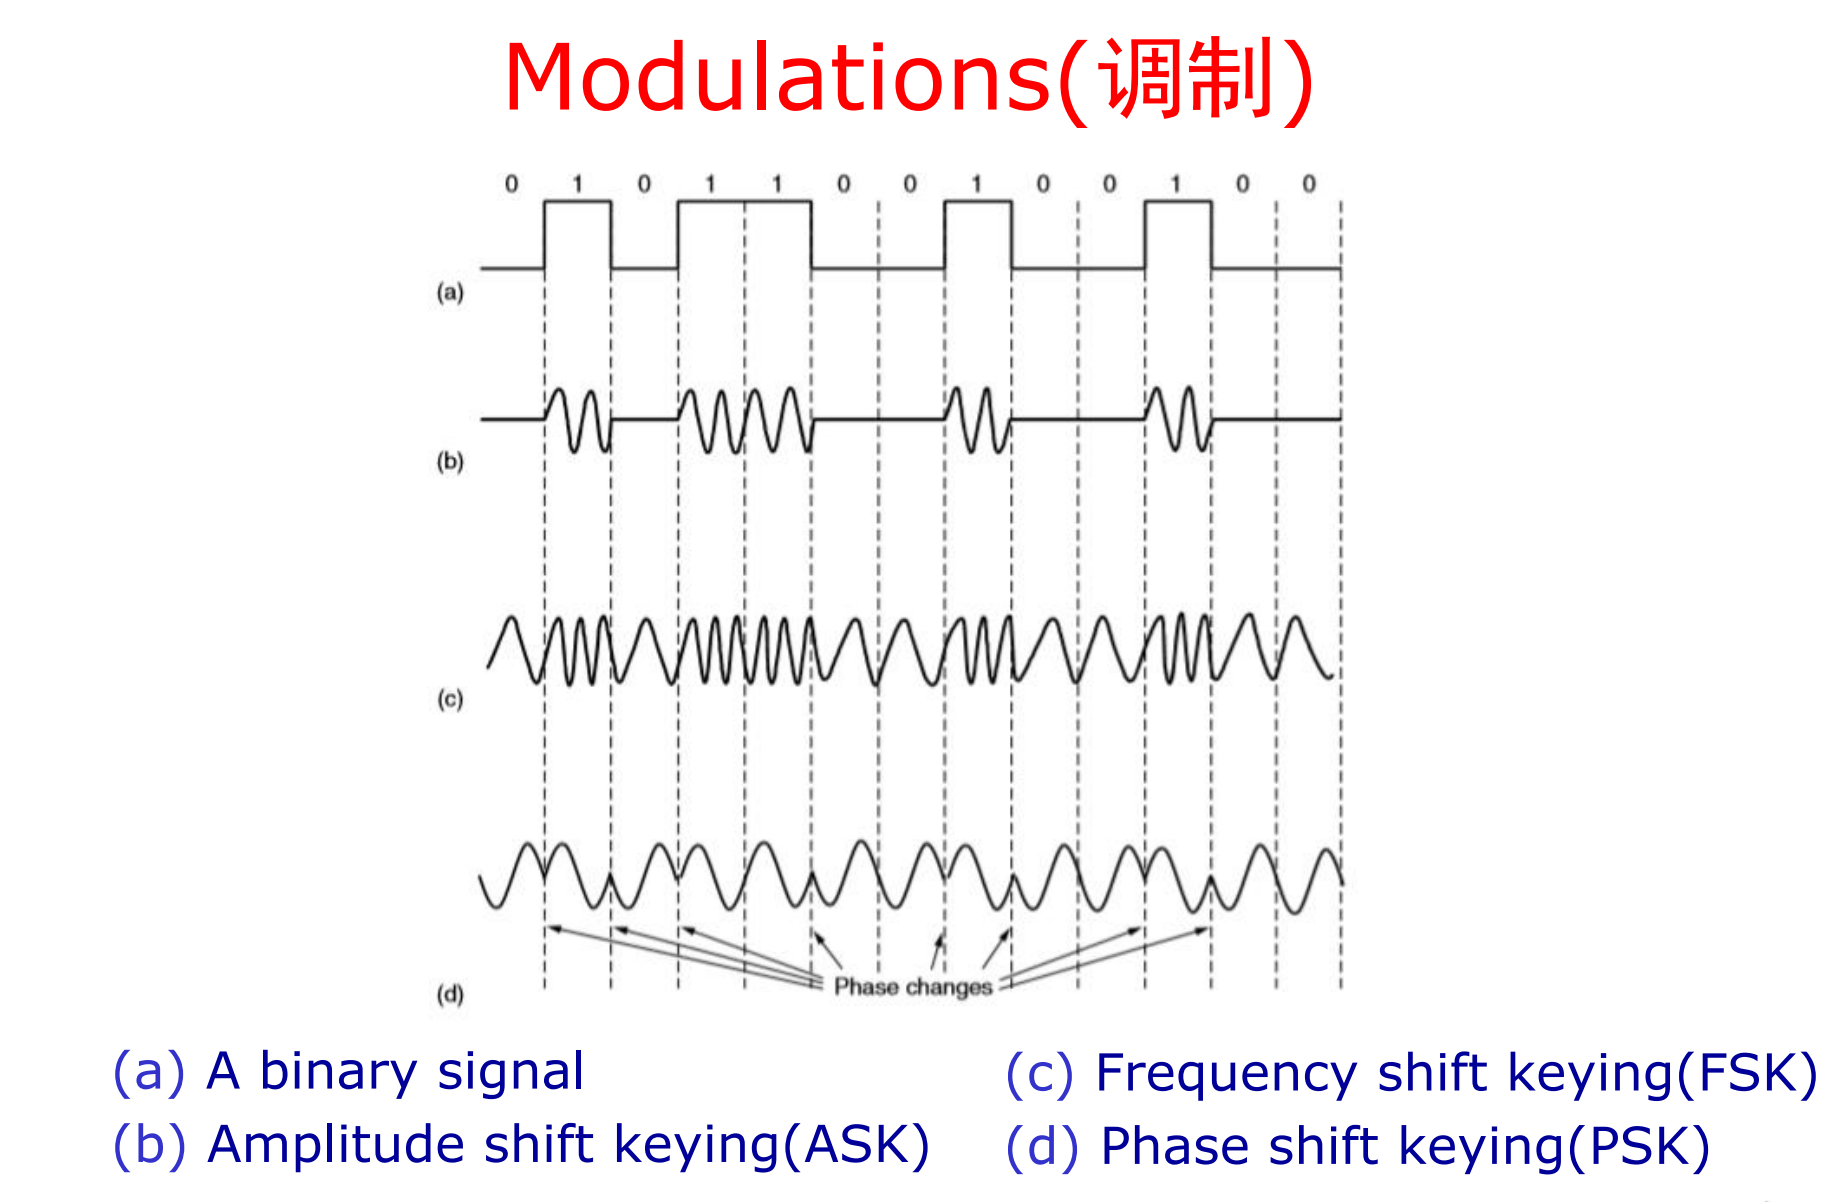 Modulations(调制)
0 1 0 1 1 0 0 1 0 0 1 0 0
(a)
(b)
(c)
Phase changes
(d)
(a) A binary signal
(b) Amplitude shift keying(ASK)
(c) Frequency shift keying(FSK)
(d) Phase shift keying(PSK)